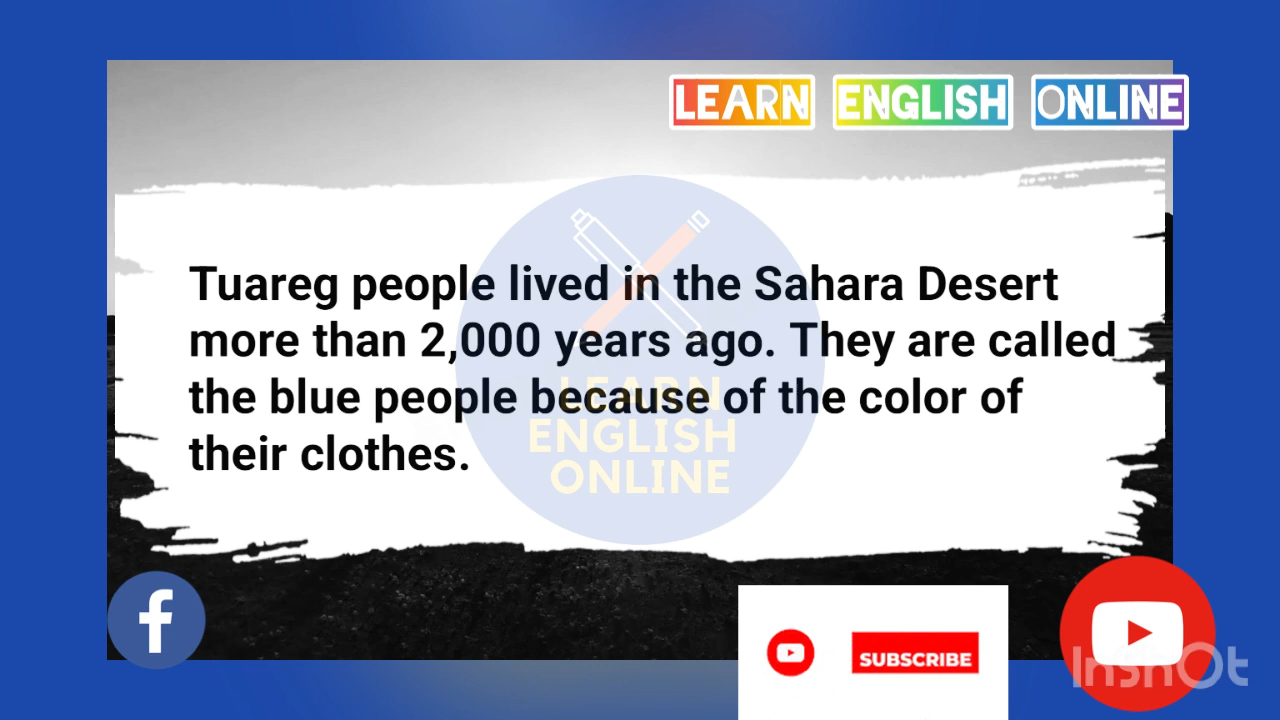 LEARN ENGLISH ONLINE
Tuareg people lived in the Sahara Desert
more than 2,000 years ago. They are called
the blue people because of the color of
their clothes.
LEARN
ENGLISH
ONLINE
f
SUBSCRIBE
InShOt